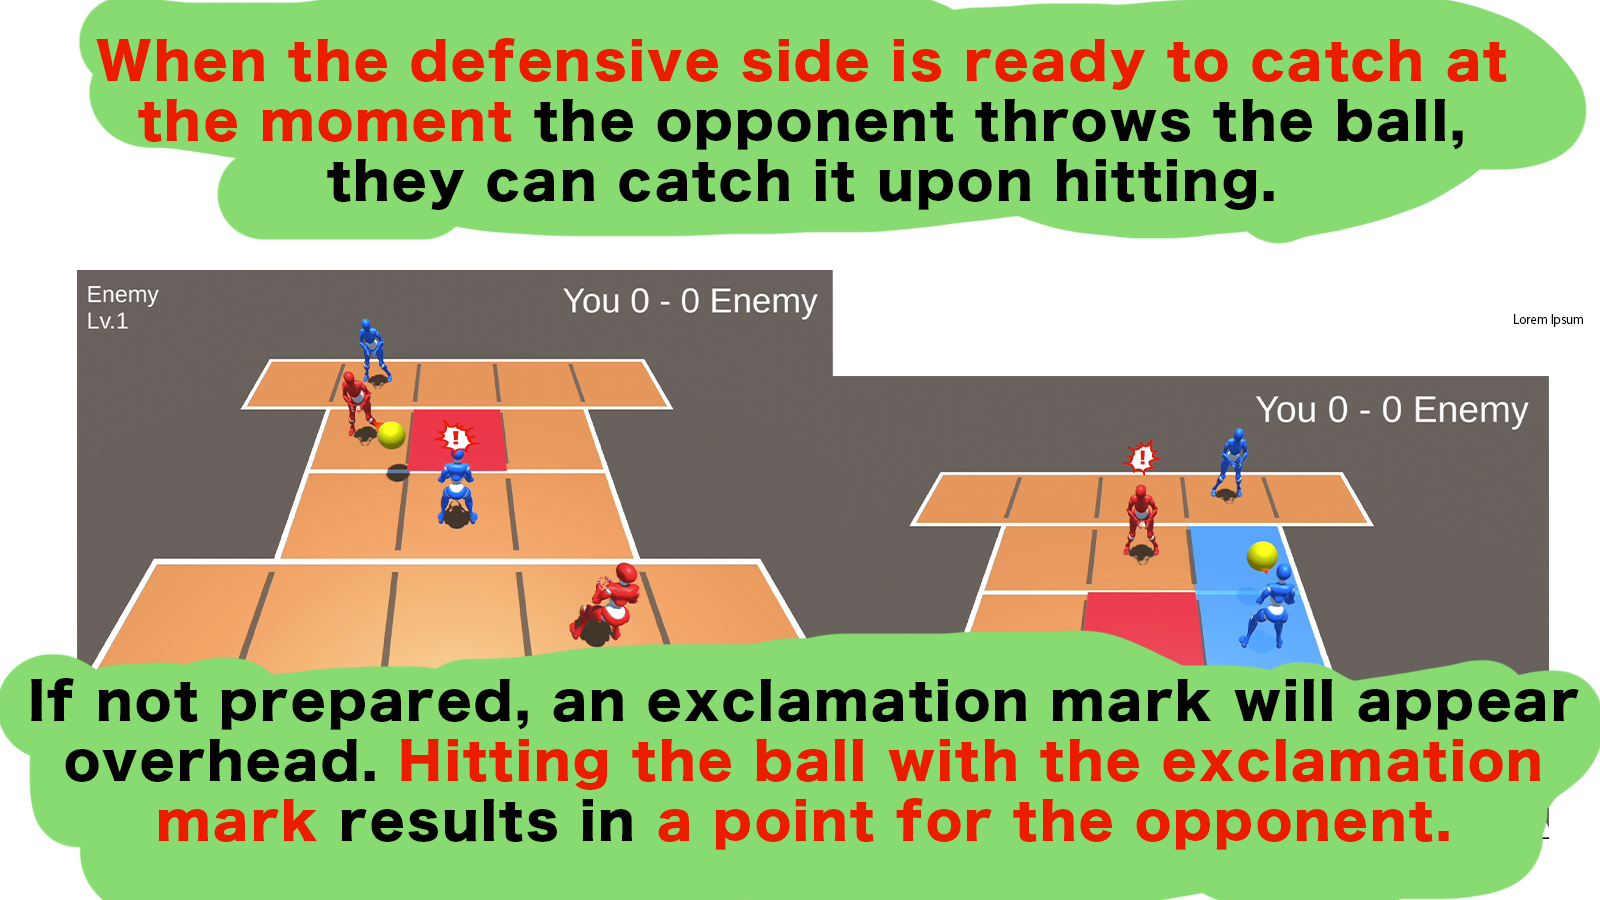 When the defensive side is ready to catch at
the moment the opponent throws the ball,
they can catch it upon hitting.
Enemy
Lv.1
You 0 - 0 Enemy
!
Lorem Ipsum
You 0 - 0 Enemy
!
If not prepared, an exclamation mark will appear
overhead. Hitting the ball with the exclamation
mark results in a point for the opponent.